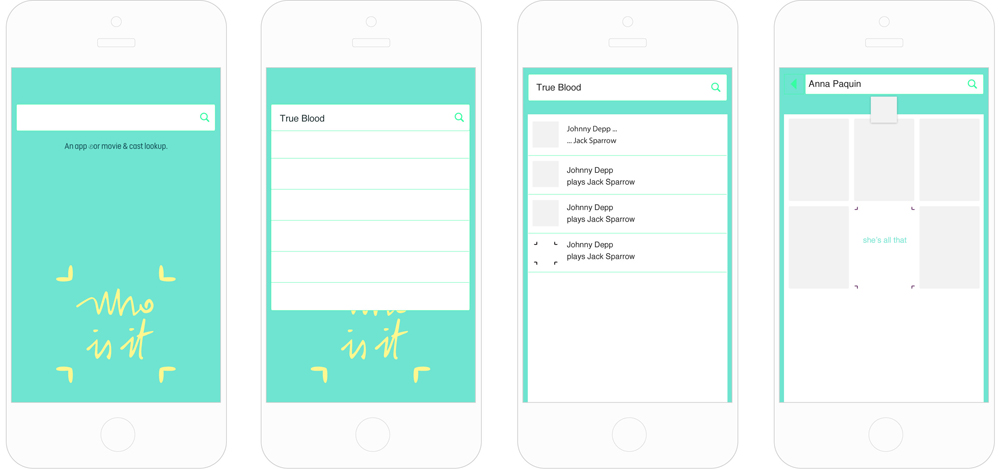 An app for movie & cast lookup.
who
is it
True Blood
who
is it
True Blood
Johnny Depp ...
... Jack Sparrow
Johnny Depp
plays Jack Sparrow
Johnny Depp
plays Jack Sparrow
Johnny Depp
plays Jack Sparrow
Anna Paquin
she's all that